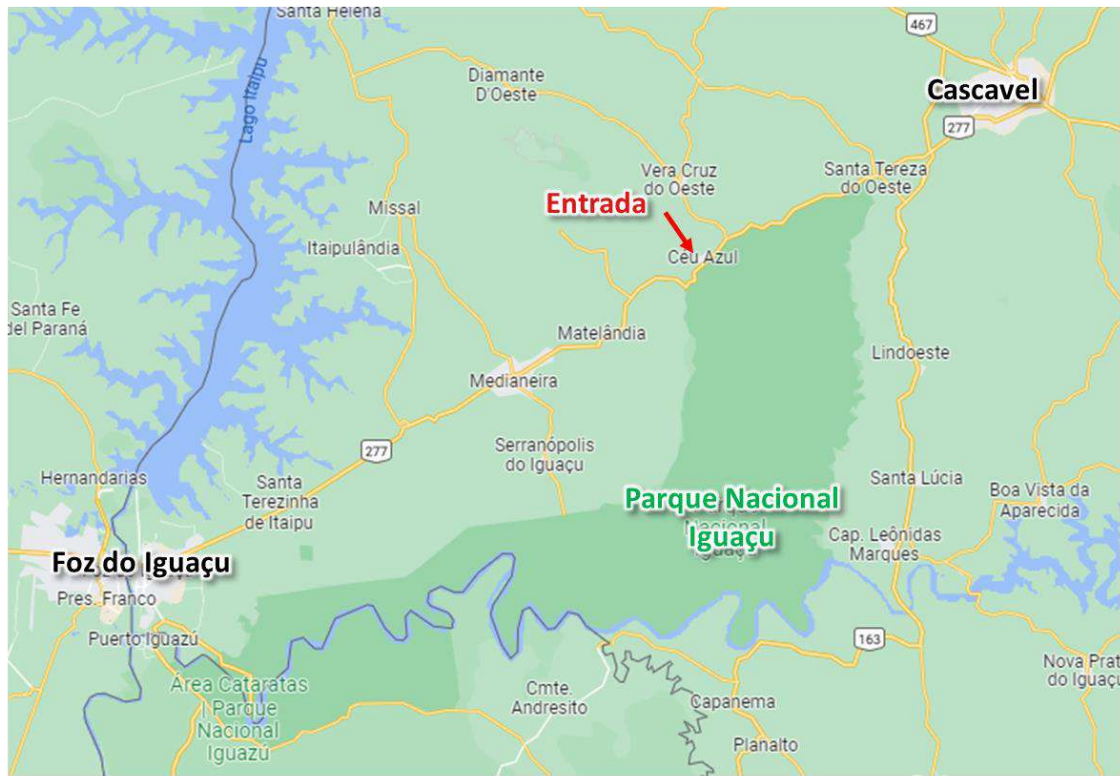 Santa Helena
467
Diamante
D'Oeste
Cascavel
277
Lago Itaipu
Vera Cruz
do Oeste
Santa Tereza
do Oeste
Entrada
Missal
Itaipulândia
Céu Azul
Santa Fe
del Paraná
Matelândia
Lindoeste
Medianeira
277
Serranópolis
do Iguaçu
Hernandarias
Santa
Terezinha
de Itaipu
Santa Lúcia
Boa Vista da
Aparecida
Parque Nacional
Iguaçu
Nacional
Iguaçu
Cap. Leônidas
Marques
Foz do Iguaçu
Pres. Franco
Puerto Iguazú
163
Área Cataratas
| Parque
Nacional
Iguazú
Cmte.
Andresito
Capanema
Nova Prat
do Iguaçu
Planalto